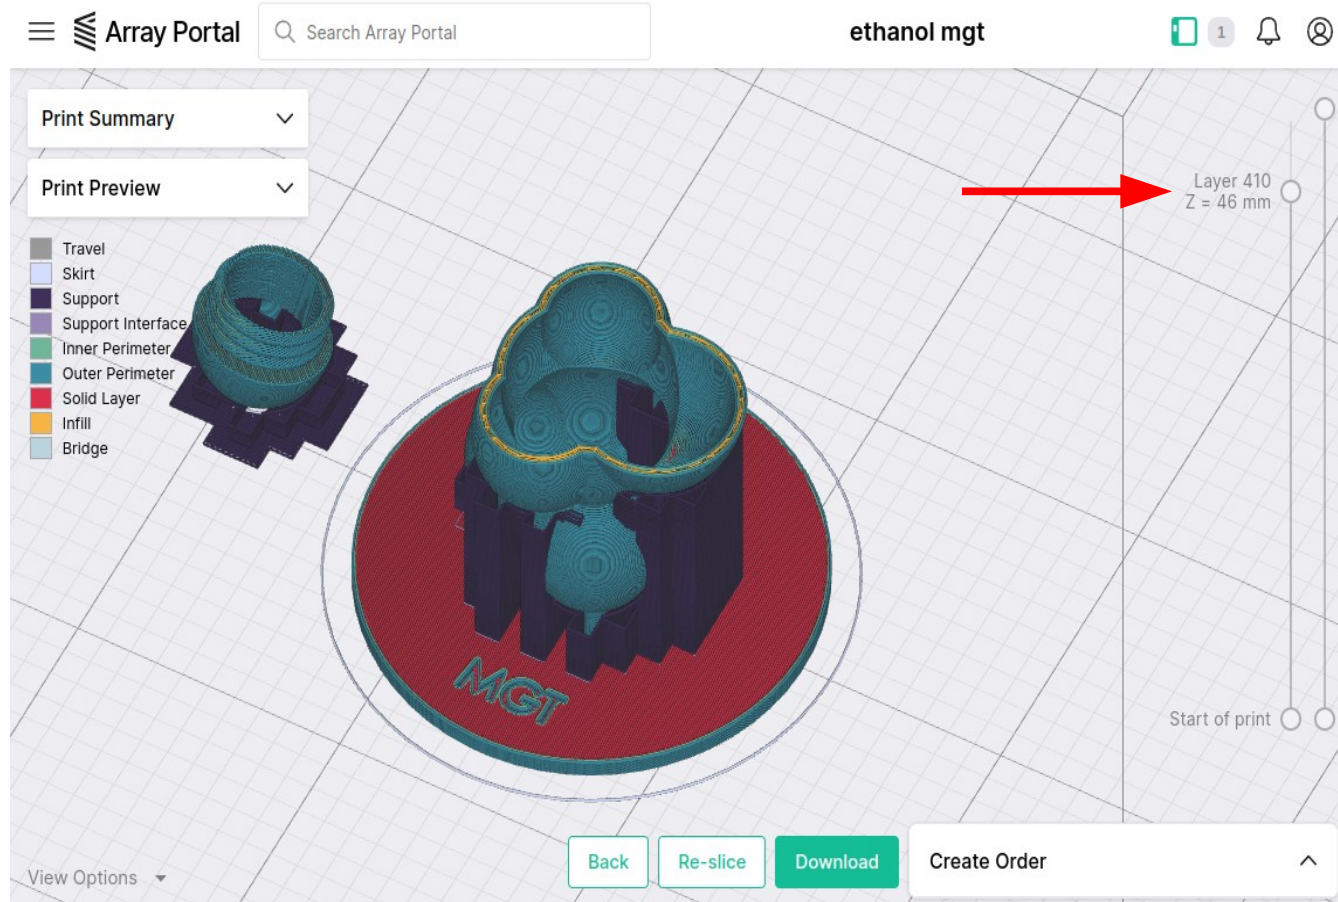 Array Portal
Search Array Portal
ethanol mgt
1
Print Summary
Print Preview
Layer 410
Z = 46 mm
Travel
Skirt
Support
Support Interface
Inner Perimeter
Outer Perimeter
Solid Layer
Infill
Bridge
MGT
Start of print
Back
Re-slice
Download
Create Order
View Options